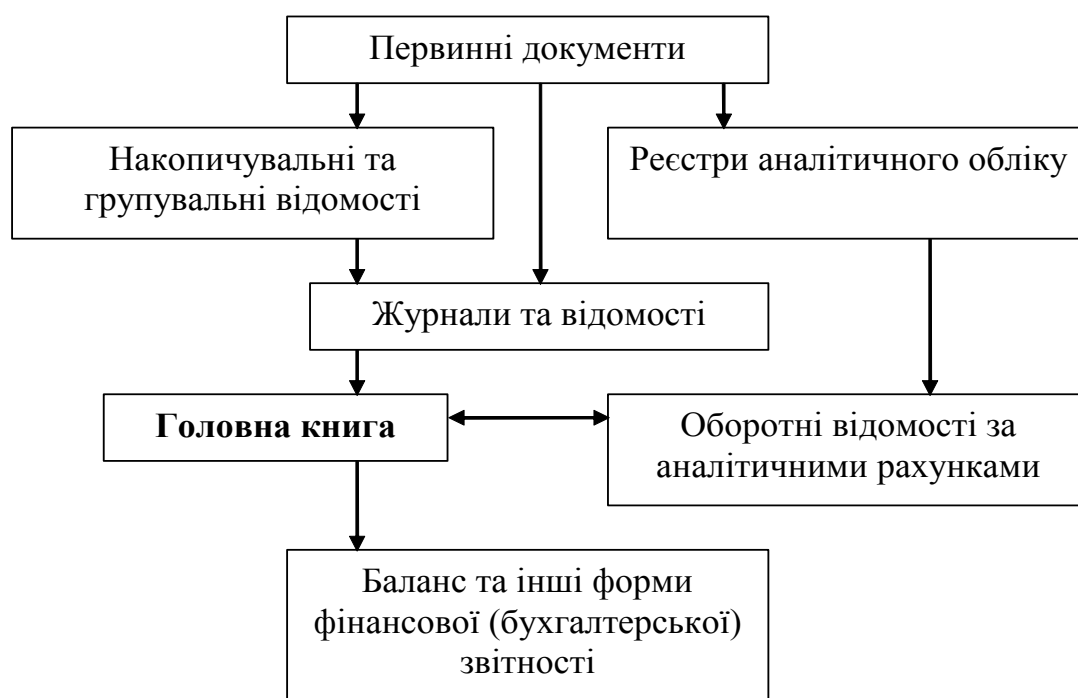 Первинні документи
Накопичувальні та
групувальні відомості
Реєстри аналітичного обліку
Журнали та відомості
Головна книга
Оборотні відомості за
аналітичними рахунками
Баланс та інші форми
фінансової (бухгалтерської)
звітності